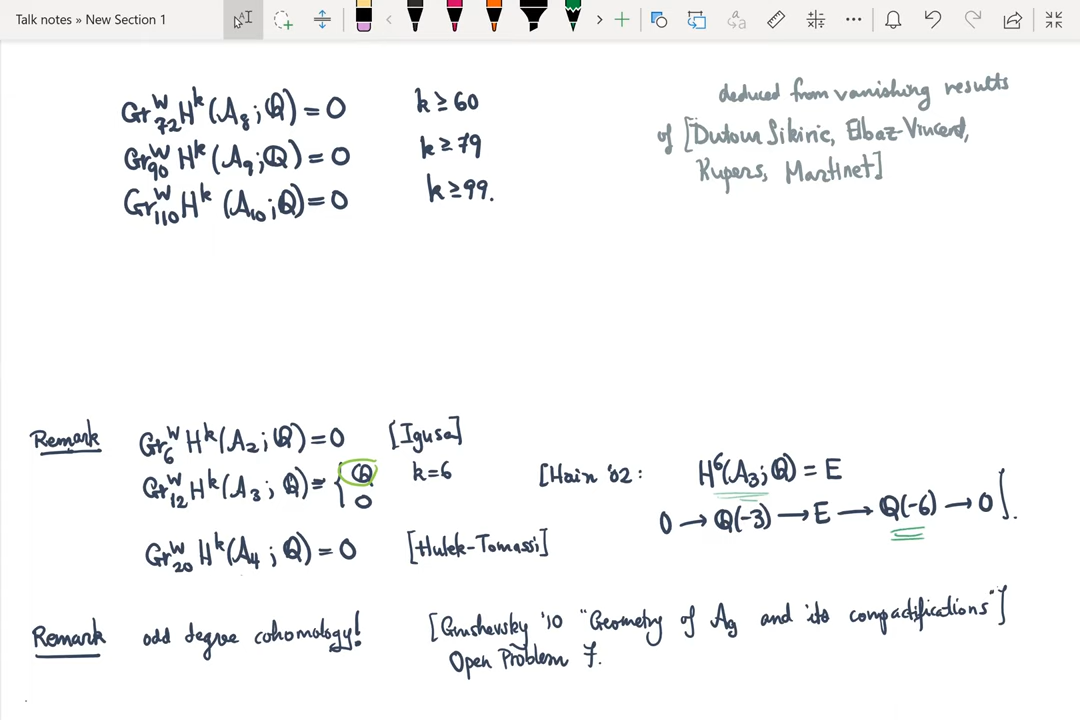 Talk notes » New Section 1
Gr^W_72 H^k(A_8; Q) = 0 k ≥ 60
Gr^W_90 H^k(A_9; Q) = 0 k ≥ 79
Gr^W_110 H^k(A_10; Q) = 0 k ≥ 99.
deduced from vanishing results
of [Dutour Sikiric, Elbaz-Vincent,
Kupers, Martinet]
Remark Gr^W_6 H^k(A_2; Q) = 0 [Igusa]
Gr^W_12 H^k(A_3; Q) ≅ { Q k=6
0
[Hain '02: H^6(A_3; Q) = E
0 → Q(-3) → E → Q(-6) → 0].
Gr^W_20 H^k(A_4; Q) = 0 [Hulek-Tomassi]
Remark odd degree cohomology! [Grushevsky '10 "Geometry of A_g and its compactifications"]
Open Problem 7.